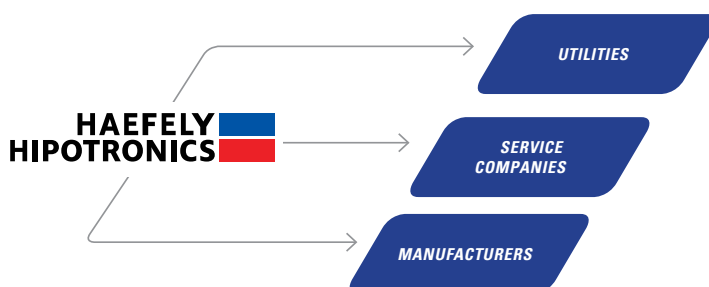 UTILITIES
HAEFELY
HIPOTRONICS
SERVICE
COMPANIES
MANUFACTURERS